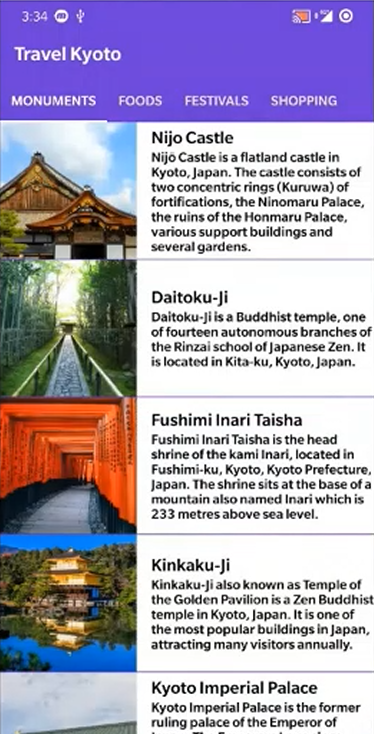 3:34
Travel Kyoto
MONUMENTS FOODS FESTIVALS SHOPPING
Nijo Castle
Nijō Castle is a flatland castle in
Kyoto, Japan. The castle consists of
two concentric rings (Kuruwa) of
fortifications, the Ninomaru Palace,
the ruins of the Honmaru Palace,
various support buildings and
several gardens.
Daitoku-Ji
Daitoku-Ji is a Buddhist temple, one
of fourteen autonomous branches of
the Rinzai school of Japanese Zen. It
is located in Kita-ku, Kyoto, Japan.
Fushimi Inari Taisha
Fushimi Inari Taisha is the head
shrine of the kami Inari, located in
Fushimi-ku, Kyoto, Kyoto Prefecture,
Japan. The shrine sits at the base of a
mountain also named Inari which is
233 metres above sea level.
Kinkaku-Ji
Kinkaku-Ji also known as Temple of
the Golden Pavilion is a Zen Buddhist
temple in Kyoto, Japan. It is one of
the most popular buildings in Japan,
attracting many visitors annually.
Kyoto Imperial Palace
Kyoto Imperial Palace is the former
ruling palace of the Emperor of